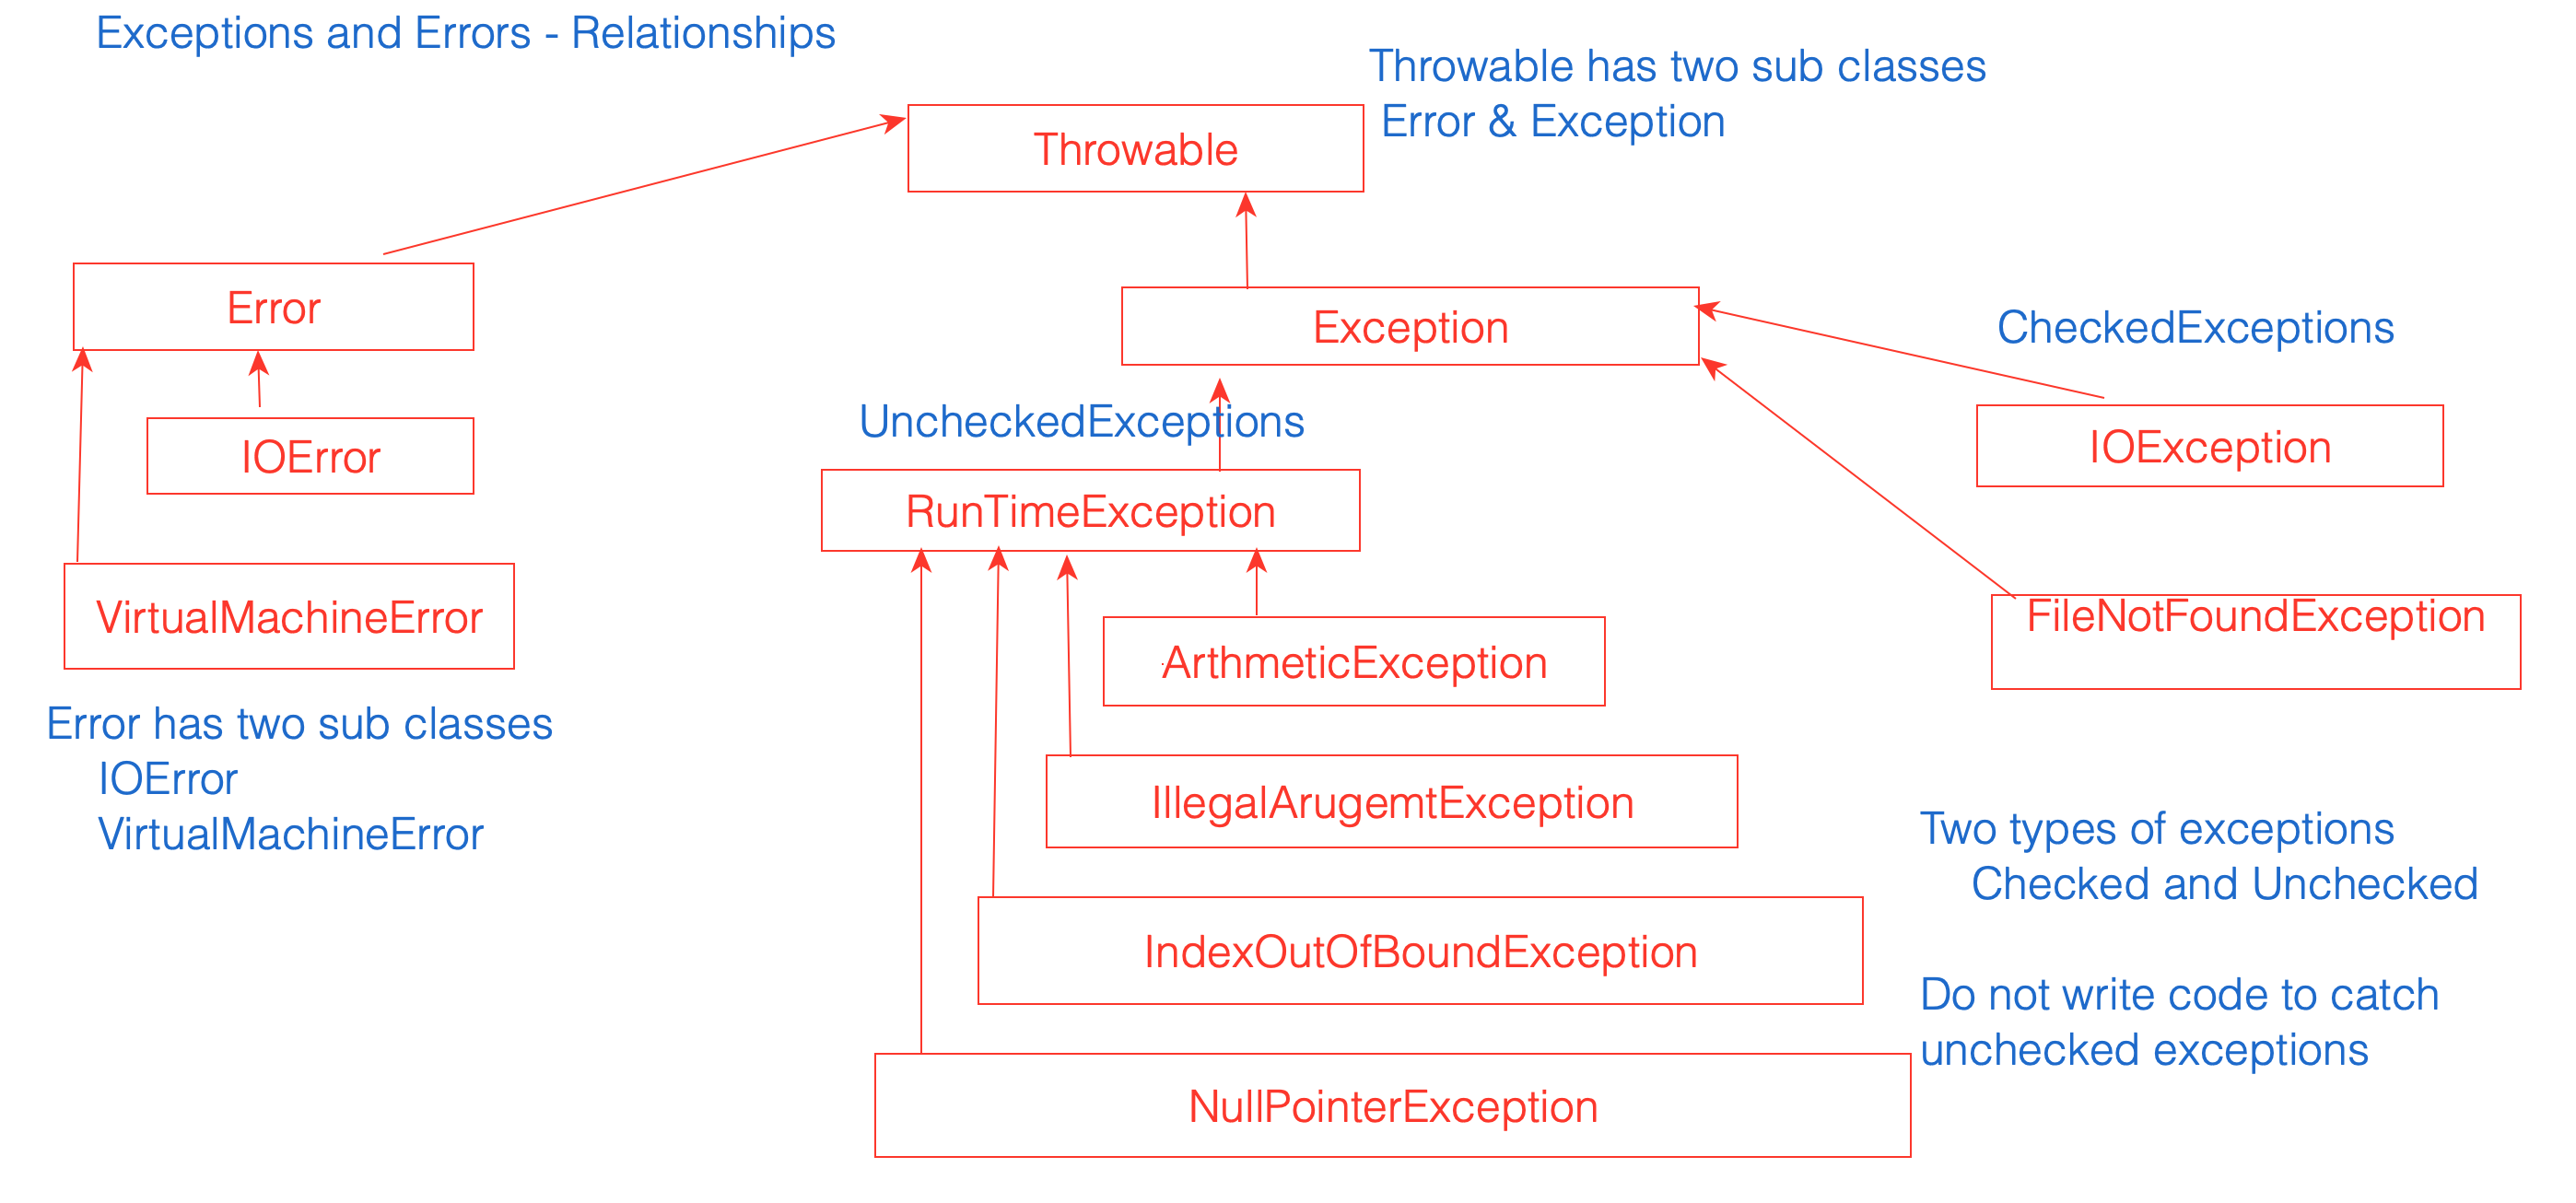 Exceptions and Errors - Relationships
Throwable has two sub classes
Error & Exception
Throwable
Error
Exception
CheckedExceptions
UncheckedExceptions
IOException
IOError
RunTimeException
VirtualMachineError
FileNotFoundException
ArthmeticException
Error has two sub classes
IOError
VirtualMachineError
IllegalArugemtException
Two types of exceptions
Checked and Unchecked
IndexOutOfBoundException
Do not write code to catch
unchecked exceptions
NullPointerException